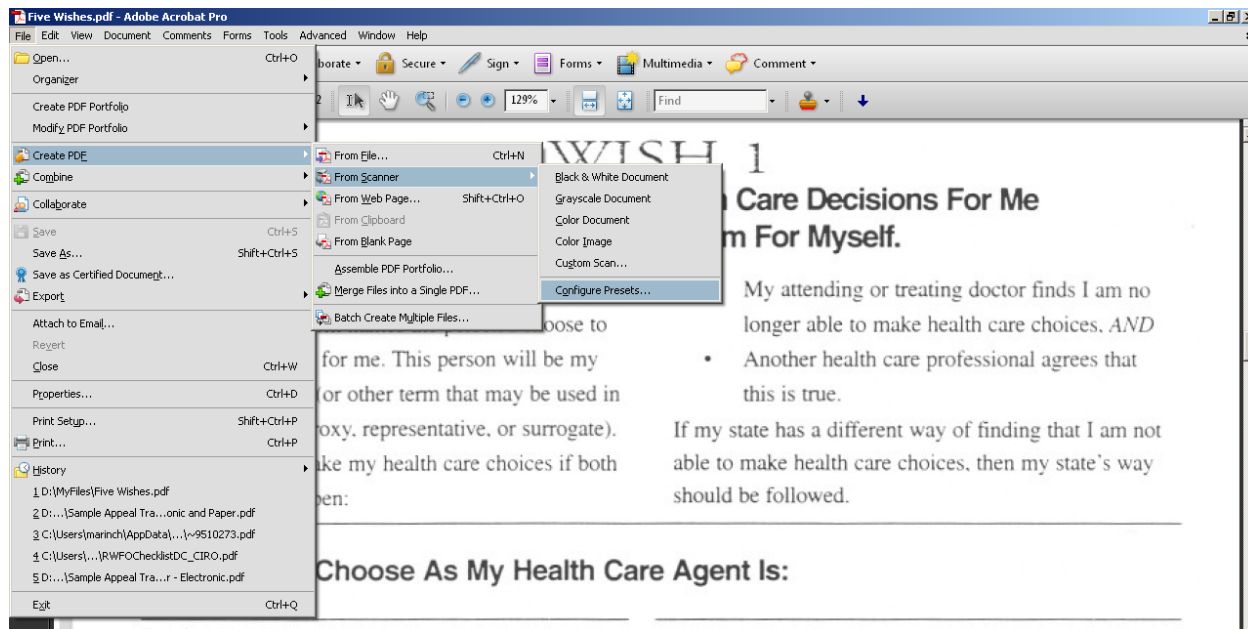 Five Wishes.pdf - Adobe Acrobat Pro
File Edit View Document Comments Forms Tools Advanced Window Help
Open... Ctrl+O
Organizer
Create PDF Portfolio
Modify PDF Portfolio
Create PDF
Combine
Collaborate
Save Ctrl+S
Save As... Shift+Ctrl+S
Save as Certified Document...
Export
Attach to Email...
Revert
Close Ctrl+W
Properties... Ctrl+D
Print Setup... Shift+Ctrl+P
Print... Ctrl+P
History
1 D:\MyFiles\Five Wishes.pdf
2 D:...\Sample Appeal Tra...onic and Paper.pdf
3 C:\Users\marinch\AppData\...\~9510273.pdf
4 C:\Users\...\RWFOChecklistDC_CIRO.pdf
5 D:...\Sample Appeal Tra...r - Electronic.pdf
Exit Ctrl+Q
From File... Ctrl+N
From Scanner
From Web Page... Shift+Ctrl+O
From Clipboard
From Blank Page
Assemble PDF Portfolio...
Merge Files into a Single PDF...
Batch Create Multiple Files...
Black & White Document
Grayscale Document
Color Document
Color Image
Custom Scan...
Configure Presets...
borate Secure Sign Forms Multimedia Comment
2 129% Find
WISH 1
Care Decisions For Me
m For Myself.
oose to
for me. This person will be my
(or other term that may be used in
oxy, representative, or surrogate).
ke my health care choices if both
pen:
My attending or treating doctor finds I am no
longer able to make health care choices, AND
• Another health care professional agrees that
this is true.
If my state has a different way of finding that I am not
able to make health care choices, then my state's way
should be followed.
Choose As My Health Care Agent Is: